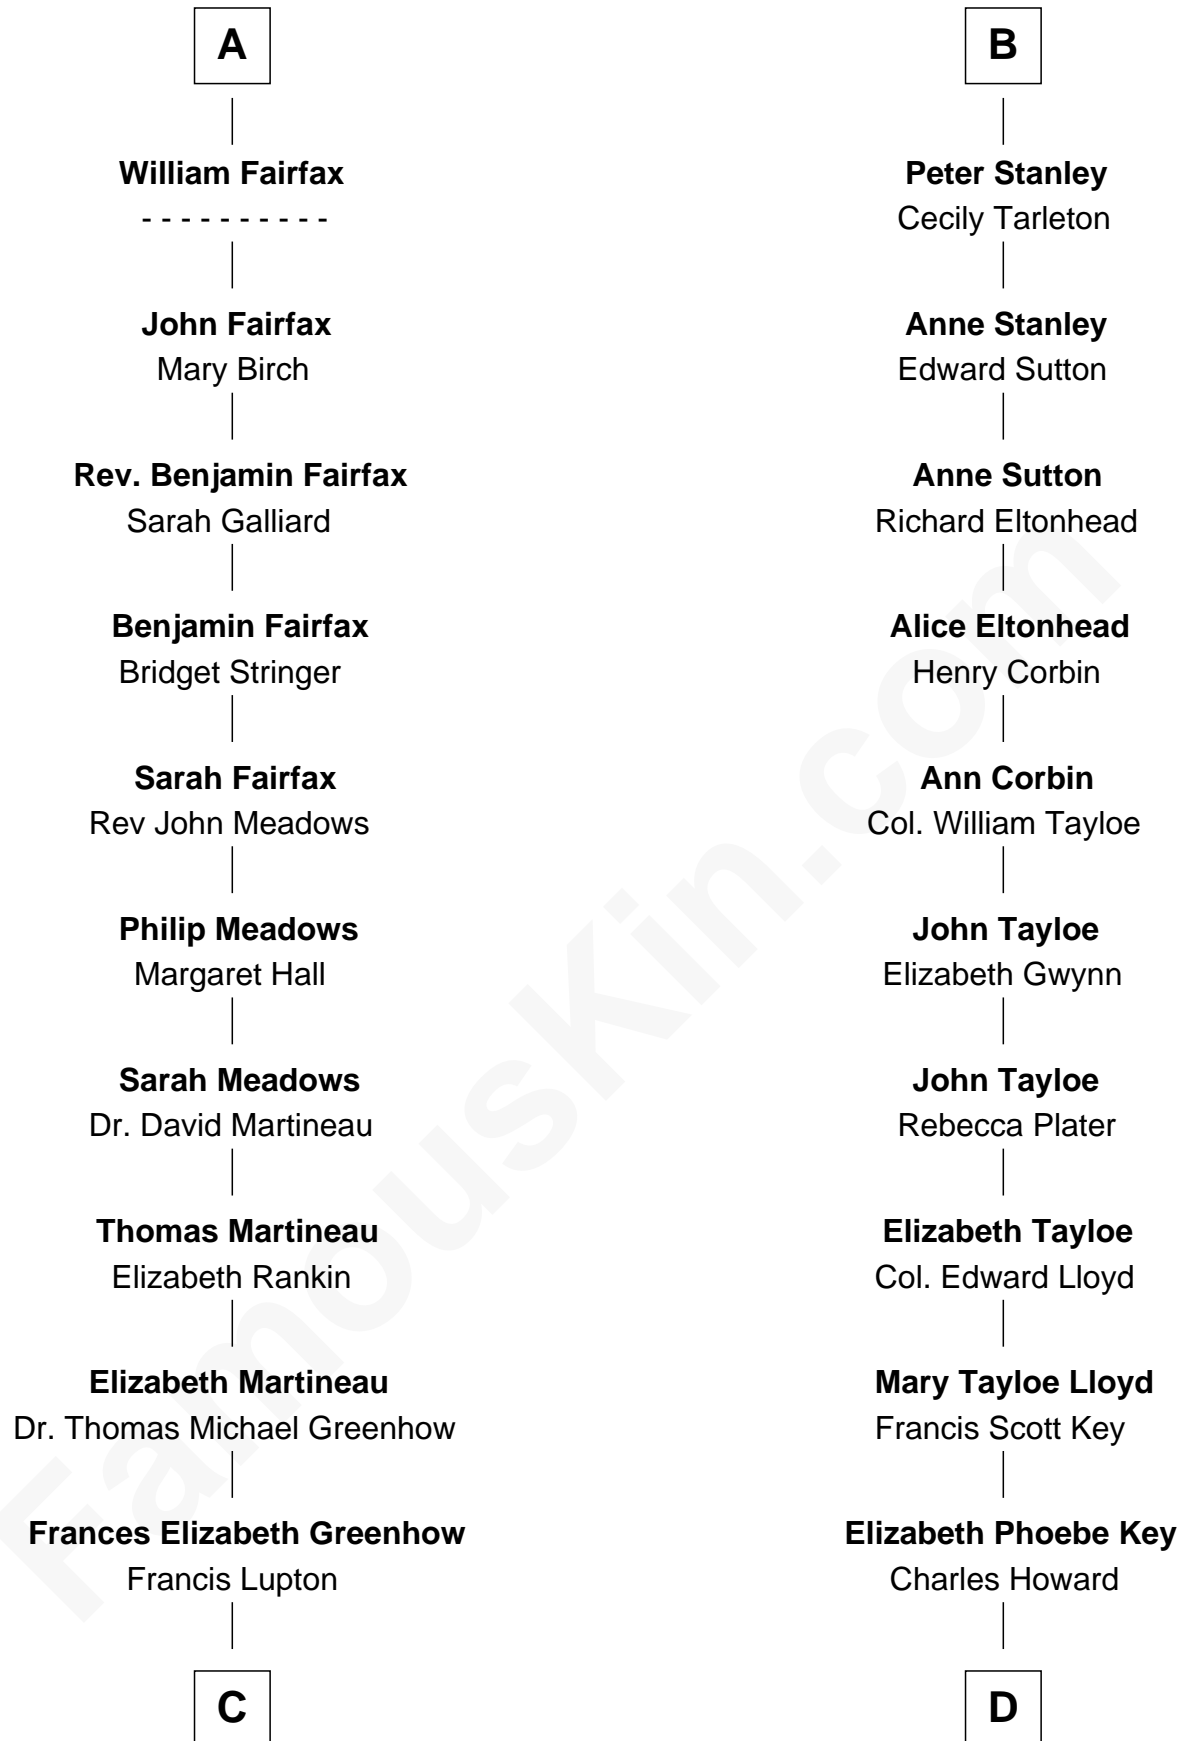 A
William Fairfax
- - - - - - - - - -
John Fairfax
Mary Birch
Rev. Benjamin Fairfax
Sarah Galliard
Benjamin Fairfax
Bridget Stringer
Sarah Fairfax
Rev John Meadows
Philip Meadows
Margaret Hall
Sarah Meadows
Dr. David Martineau
Thomas Martineau
Elizabeth Rankin
Elizabeth Martineau
Dr. Thomas Michael Greenhow
Frances Elizabeth Greenhow
Francis Lupton
C
B
Peter Stanley
Cecily Tarleton
Anne Stanley
Edward Sutton
Anne Sutton
Richard Eltonhead
Alice Eltonhead
Henry Corbin
Ann Corbin
Col. William Tayloe
John Tayloe
Elizabeth Gwynn
John Tayloe
Rebecca Plater
Elizabeth Tayloe
Col. Edward Lloyd
Mary Tayloe Lloyd
Francis Scott Key
Elizabeth Phoebe Key
Charles Howard
D
FamousKin.com